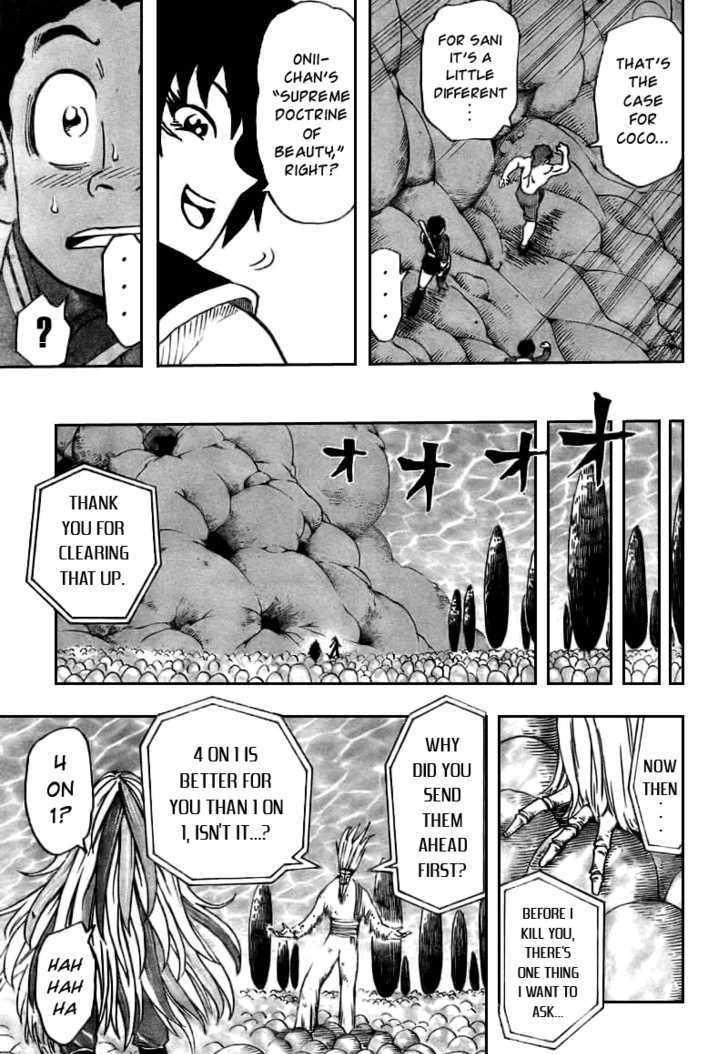 THAT'S
THE
CASE
FOR
COCO...
FOR SANI
IT'S A
LITTLE
DIFFERENT
...
...
ONII-
CHAN'S
"SUPREME
DOCTRINE
OF
BEAUTY,"
RIGHT?
...
?
オオオオ
THANK
YOU FOR
CLEARING
THAT UP.
NOW
THEN
...
BEFORE I
KILL YOU,
THERE'S
ONE THING
I WANT TO
ASK...
WHY
DID YOU
SEND
THEM
AHEAD
FIRST?
4 ON 1 IS
BETTER FOR
YOU THAN 1 ON
1, ISN'T IT...?
4
ON
1?
HAH
HAH
HA